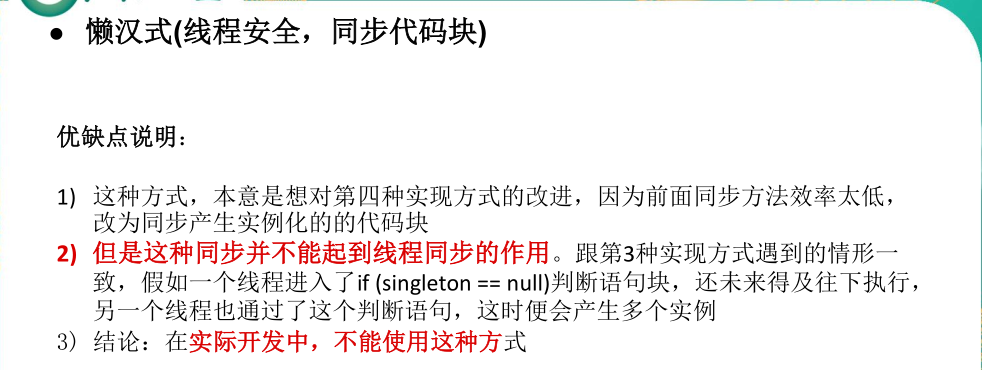 ● 懒汉式(线程安全，同步代码块)
优缺点说明：
1) 这种方式，本意是想对第四种实现方式的改进，因为前面同步方法效率太低，
改为同步产生实例化的的代码块
2) 但是这种同步并不能起到线程同步的作用。跟第3种实现方式遇到的情形一
致，假如一个线程进入了if (singleton == null)判断语句块，还未来得及往下执行，
另一个线程也通过了这个判断语句，这时便会产生多个实例
3) 结论：在实际开发中，不能使用这种方式